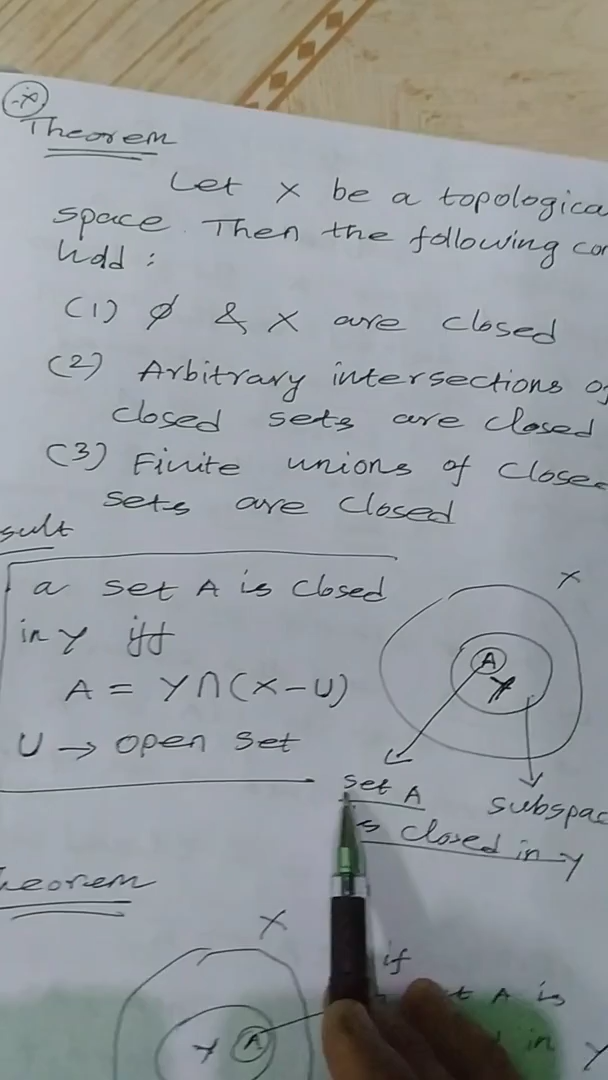 Theorem
Let X be a topologica
space. Then the following con
hold :
(1) ø & X are closed
(2) Arbitrary intersections of
closed sets are closed
(3) Finite unions of close
sets are closed
sult
a set A is closed
in Y iff
A = Y∩(X-U)
U → open set
X
A
Y
set A
is closed in Y
subspac
heorem
X
if
A is
in Y
Y A